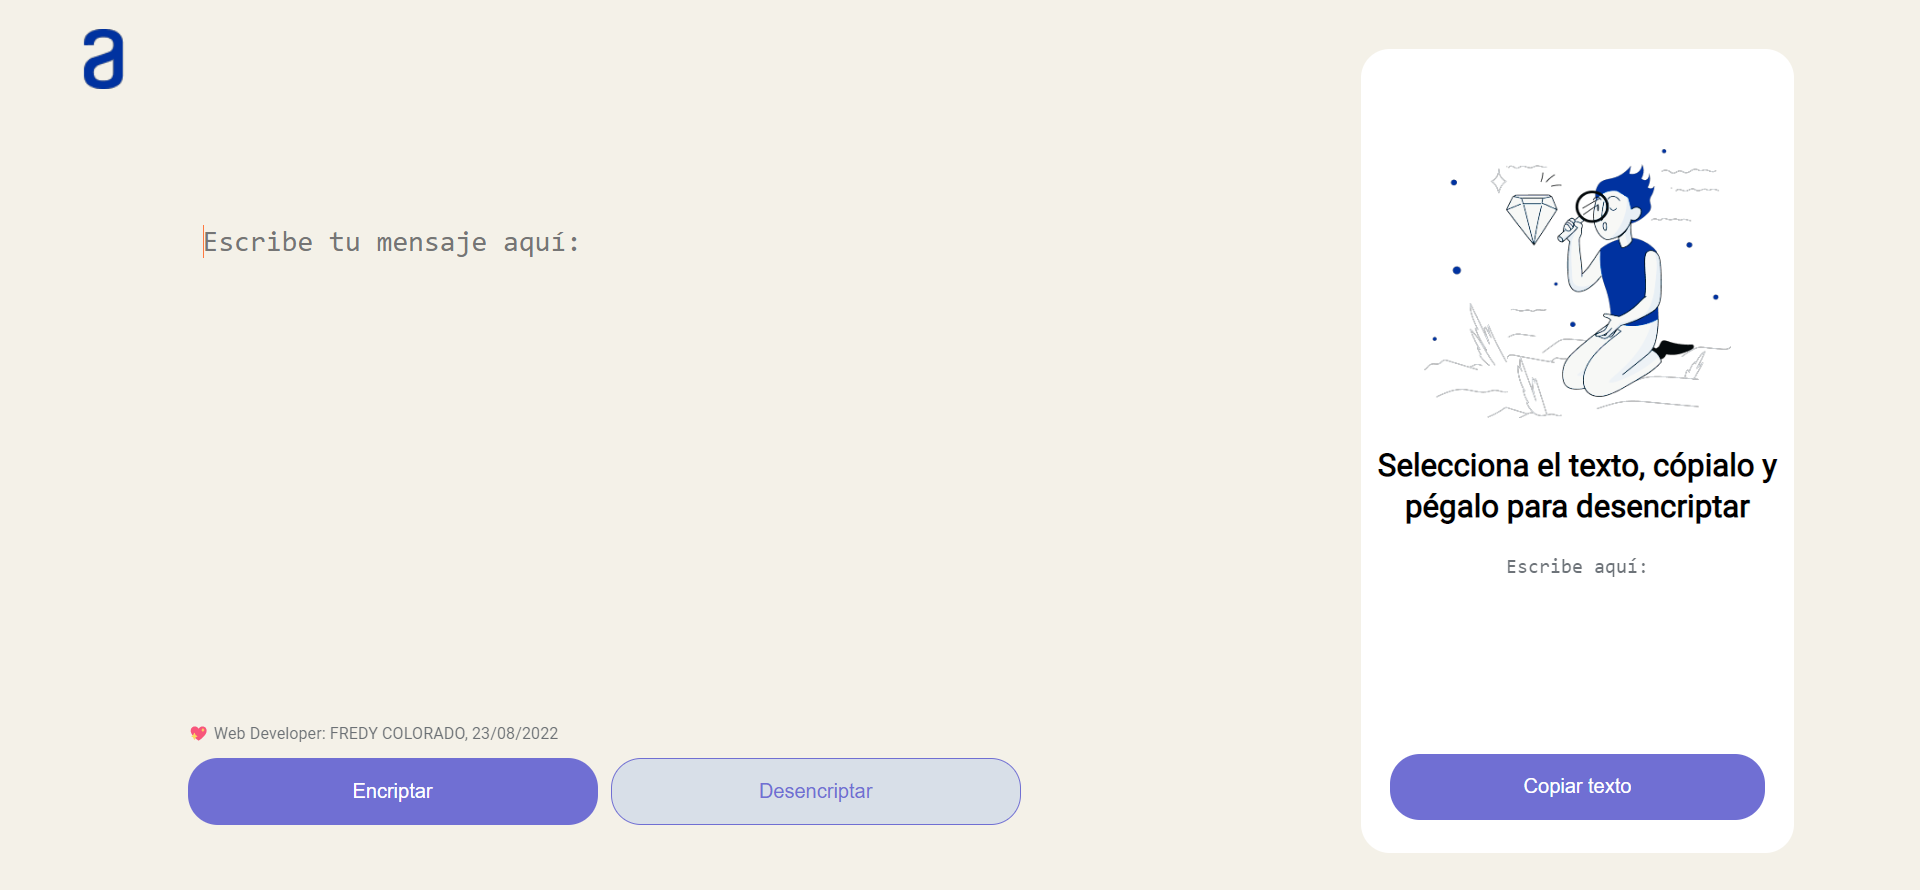 a
Escribe tu mensaje aquí:
💖 Web Developer: FREDY COLORADO, 23/08/2022
Encriptar
Desencriptar
Selecciona el texto, cópialo y
pégalo para desencriptar
Escribe aquí:
Copiar texto